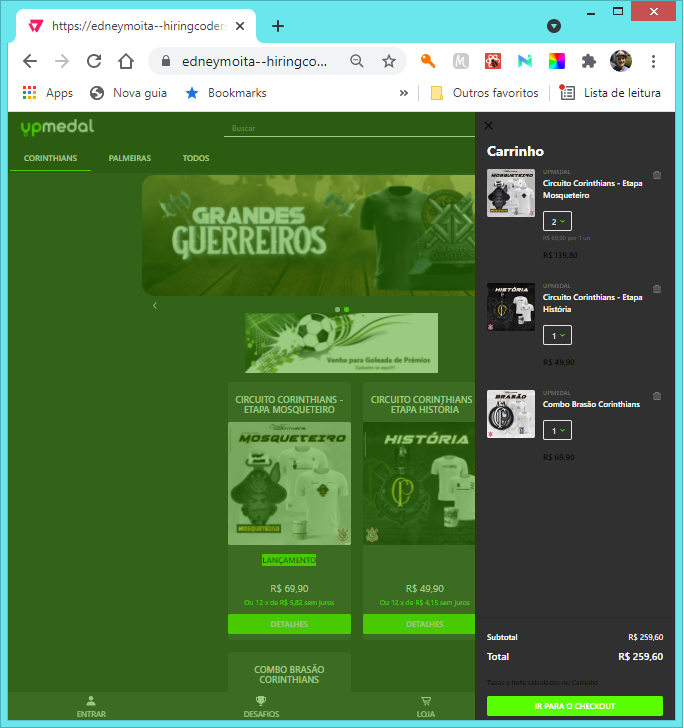 https://edneymoita--hiringcoders
edneymoita--hiringco...
Apps
Nova guia
Bookmarks
»
Outros favoritos
Lista de leitura
upmedal
Buscar
CORINTHIANS
PALMEIRAS
TODOS
GRANDES
GUERREIROS
Venha para Goleada de Prêmios
CIRCUITO CORINTHIANS -
ETAPA MOSQUETEIRO
MOSQUETEIRO
LANÇAMENTO
R$ 69,90
Ou 12 x de R$ 5,82 sem juros
DETALHES
CIRCUITO CORINTHIANS
ETAPA HISTÓRIA
HISTÓRIA
R$ 49,90
Ou 12 x de R$ 4,15 sem juros
DETALHES
COMBO BRASÃO
CORINTHIANS
ENTRAR
DESAFIOS
LOJA
Carrinho
MOSQUETEIRO
UPMEDAL
Circuito Corinthians - Etapa
Mosqueteiro
2
R$ 69,90 por 1 un.
R$ 139,80
HISTÓRIA
UPMEDAL
Circuito Corinthians - Etapa
História
1
R$ 49,90
BRASÃO
UPMEDAL
Combo Brasão Corinthians
1
R$ 69,90
Subtotal
R$ 259,60
Total
R$ 259,60
Taxas e frete calculados no Carrinho
IR PARA O CHECKOUT